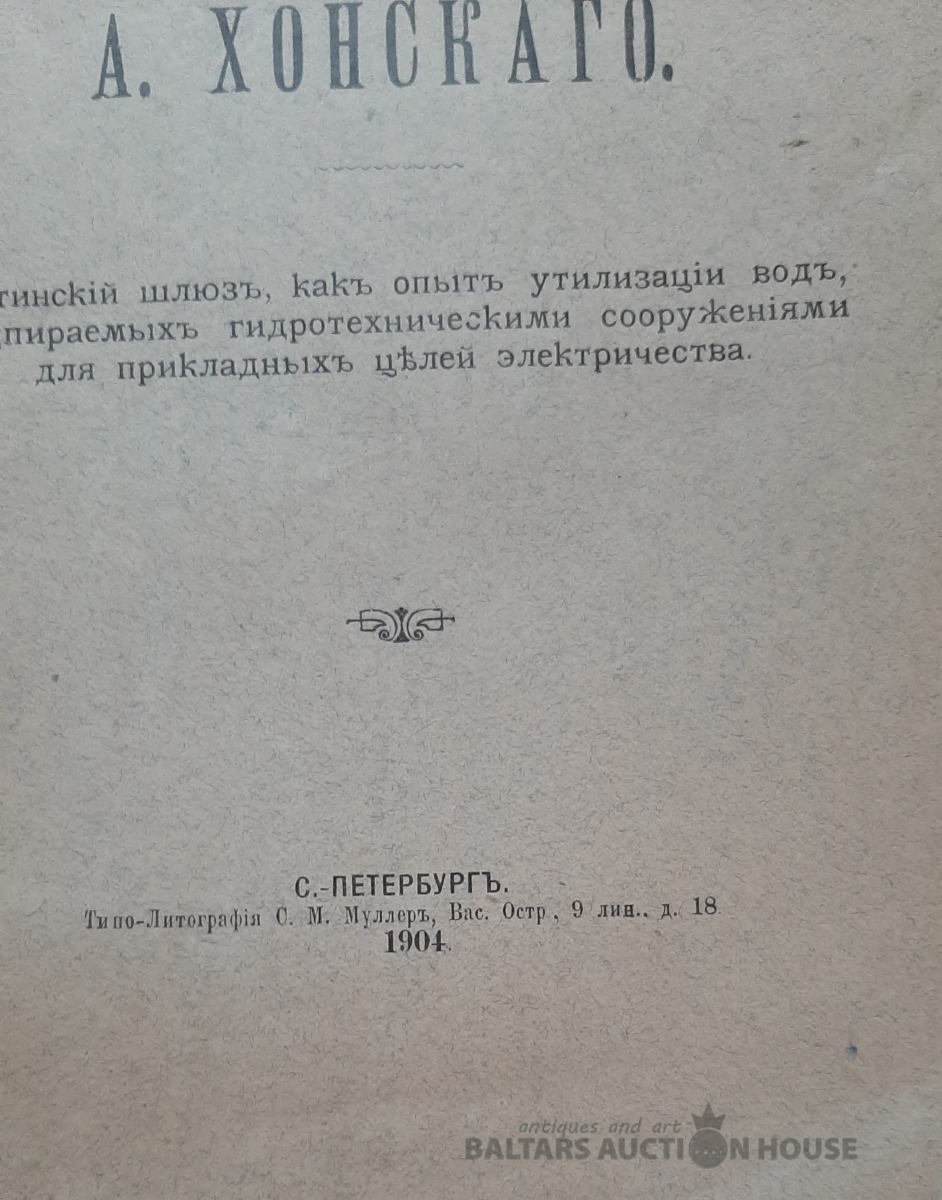 А. ХОНСКАГО.
тинскій шлюзъ, какъ опытъ утилизаціи водъ,
пираемыхъ гидротехническими сооруженіями
для прикладныхъ цѣлей электричества.
С.-ПЕТЕРБУРГЪ.
Типо-Литографія С. М. Муллеръ, Вас. Остр., 9 лин.. д. 18.
1904.
antiques and art
BALTARS AUCTION HOUSE